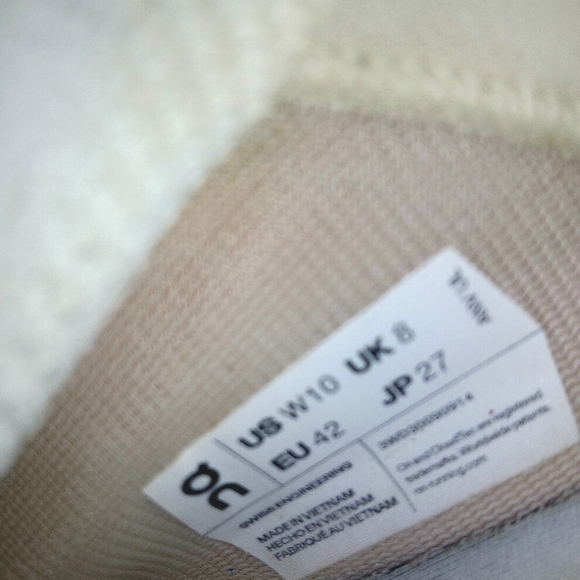 US W10 UK 8
EU 42 JP 27
on
SWISS ENGINEERING
MADE IN VIETNAM
HECHO EN VIETNAM
FABRIQUÉ AU VIETNAM
On and CloudTec are registered
trademarks. Worldwide patents.
on-running.com